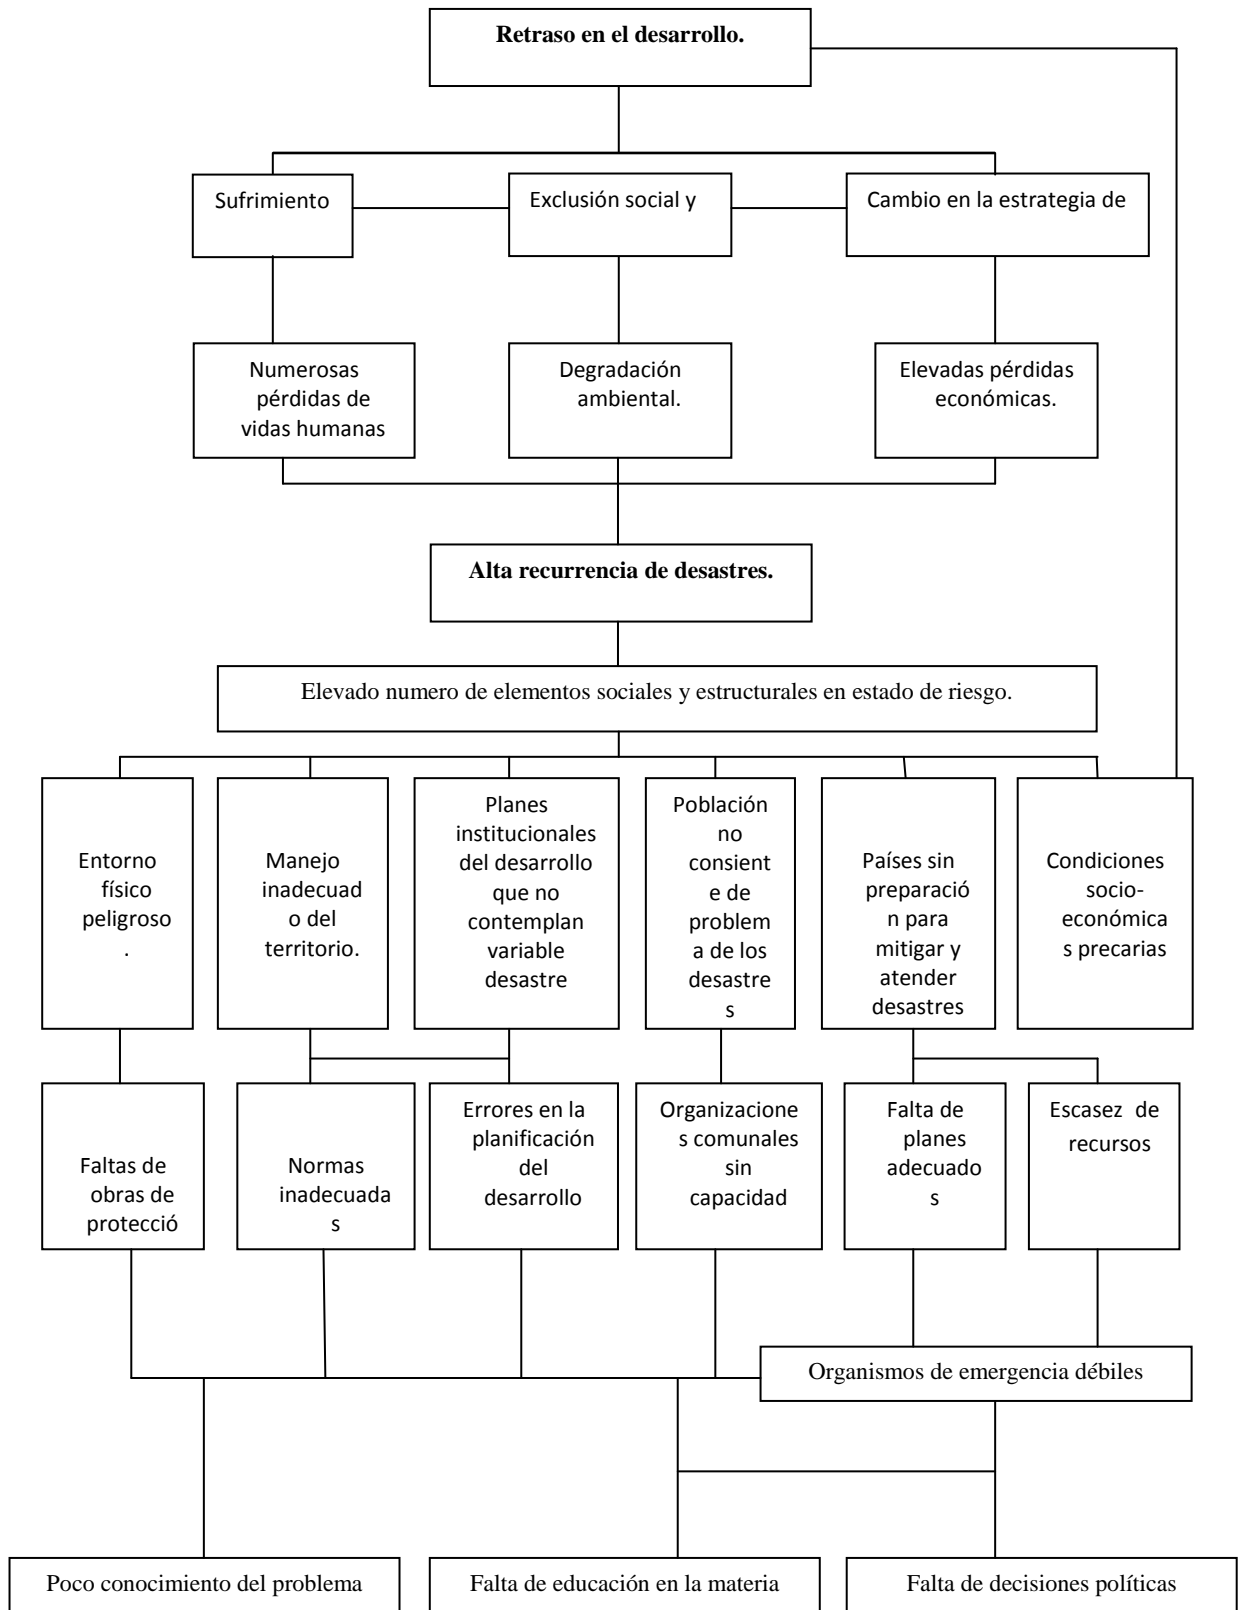 Retraso en el desarrollo.
Sufrimiento
Exclusión social y
Cambio en la estrategia de
Numerosas
pérdidas de
vidas humanas
Degradación
ambiental.
Elevadas pérdidas
económicas.
Alta recurrencia de desastres.
Elevado numero de elementos sociales y estructurales en estado de riesgo.
Entorno
físico
peligroso
.
Manejo
inadecuad
o del
territorio.
Planes
institucionales
del desarrollo
que no
contemplan
variable
desastre
Población
no
consient
e de
problem
a de los
desastre
s
Países sin
preparació
n para
mitigar y
atender
desastres
Condiciones
socio-
económica
s precarias
Faltas de
obras de
protecció
Normas
inadecuada
s
Errores en la
planificación
del
desarrollo
Organizacione
s comunales
sin
capacidad
Falta de
planes
adecuado
s
Escasez de
recursos
Organismos de emergencia débiles
Poco conocimiento del problema
Falta de educación en la materia
Falta de decisiones políticas